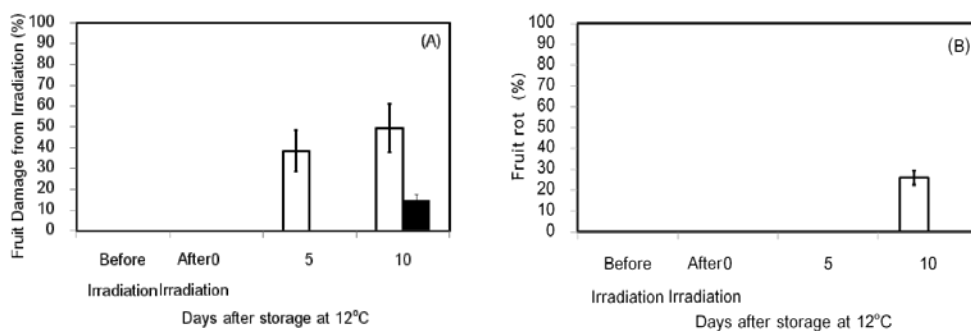 Fruit Damage from Irradiation (%)
100
90
80
70
60
50
40
30
20
10
0
(A)
Before After0 5 10
IrradiationIrradiation
Days after storage at 12°C
Fruit rot (%)
100
90
80
70
60
50
40
30
20
10
0
(B)
Before After0 5 10
Irradiation Irradiation
Days after storage at 12°C